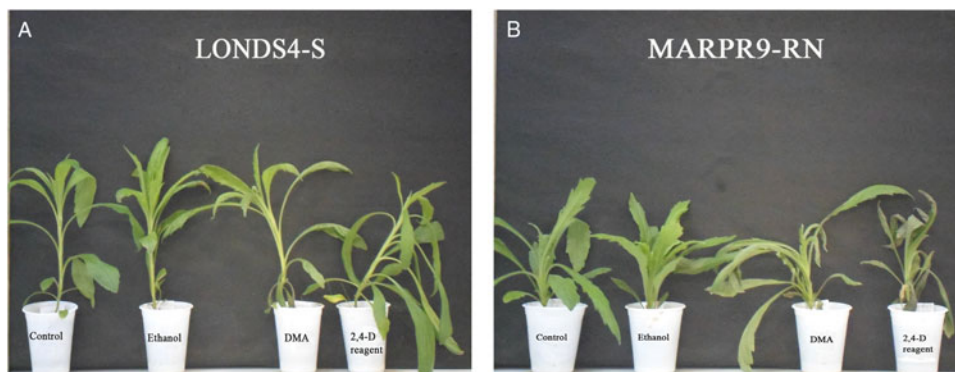 A
LONDS4-S
Control
Ethanol
DMA
2,4-D
reagent
B
MARPR9-RN
Control
Ethanol
DMA
2,4-D
reagent